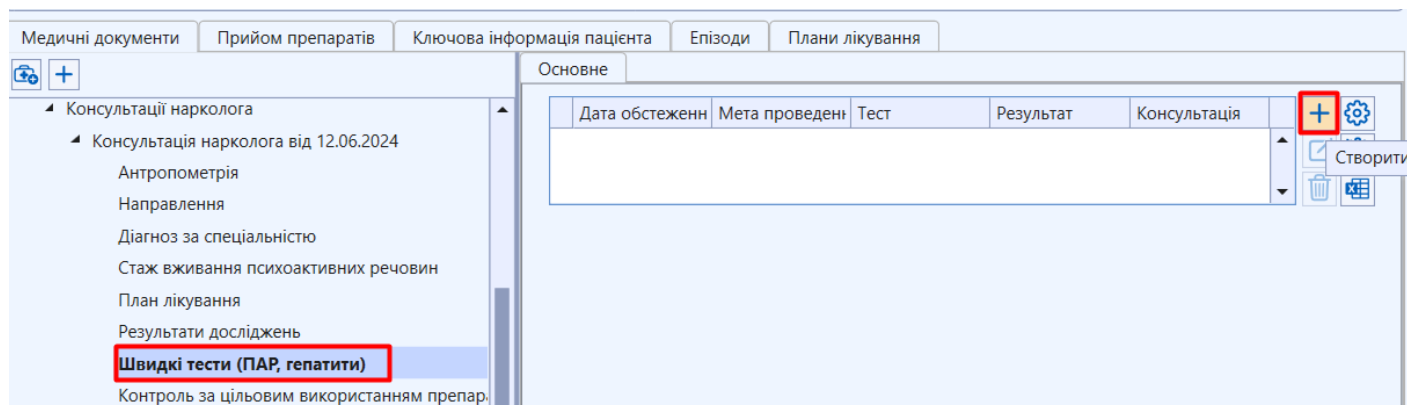 Медичні документи Прийом препаратів Ключова інформація пацієнта Епізоди Плани лікування
Основне
Консультації нарколога
Консультація нарколога від 12.06.2024
Антропометрія
Направлення
Діагноз за спеціальністю
Стаж вживання психоактивних речовин
План лікування
Результати досліджень
Швидкі тести (ПАР, гепатити)
Контроль за цільовим використанням препар
Дата обстеженн Мета проведенн Тест Результат Консультація
Створити